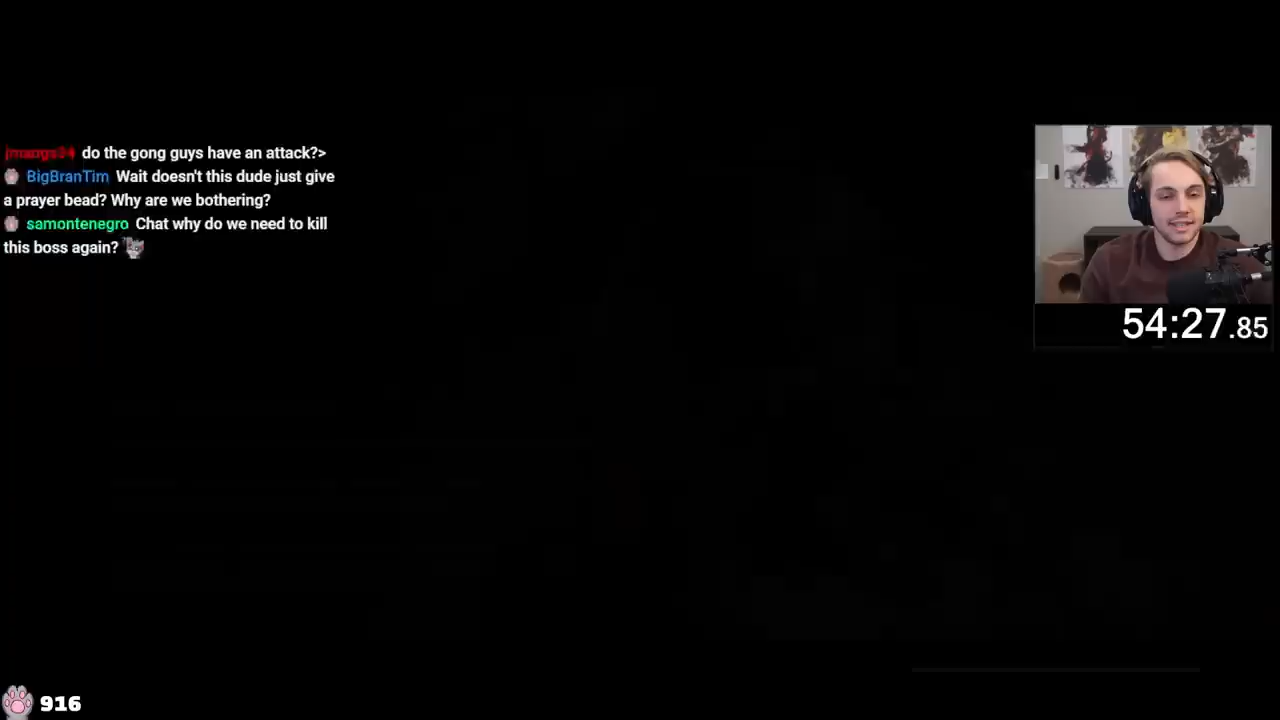 do the gong guys have an attack?>
BigBranTim Wait doesn't this dude just give
a prayer bead? Why are we bothering?
samontenegro Chat why do we need to kill
this boss again?
54:27.85
916